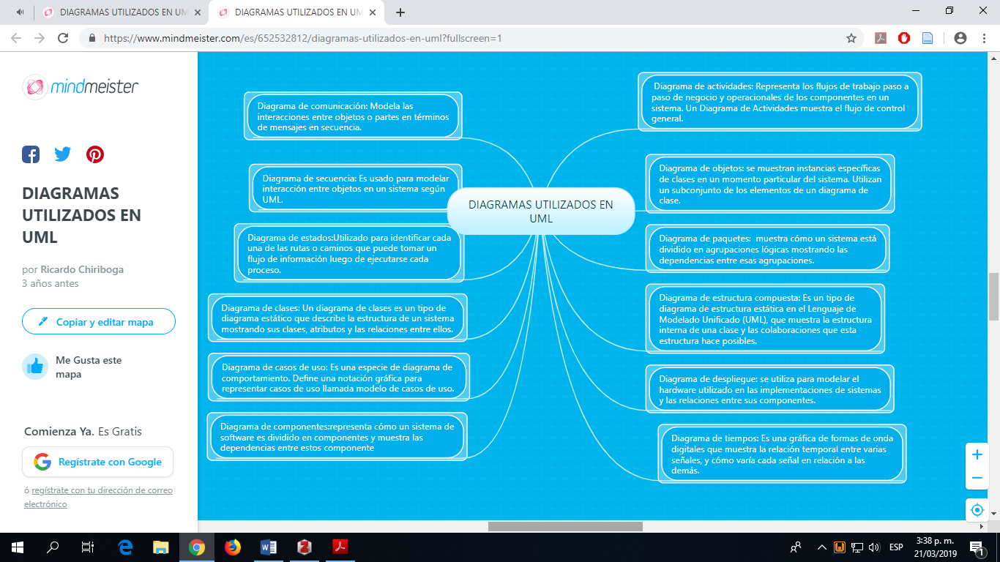 DIAGRAMAS UTILIZADOS EN UM
DIAGRAMAS UTILIZADOS EN UM
https://www.mindmeister.com/es/652532812/diagramas-utilizados-en-uml?fullscreen=1
mindmeister
DIAGRAMAS
UTILIZADOS EN
UML
por Ricardo Chiriboga
3 años antes
Copiar y editar mapa
Me Gusta este
mapa
Comienza Ya. Es Gratis
Regístrate con Google
ó regístrate con tu dirección de correo
electrónico
Diagrama de comunicación: Modela las
interacciones entre objetos o partes en términos
de mensajes en secuencia.
Diagrama de secuencia: Es usado para modelar
interacción entre objetos en un sistema según
UML.
Diagrama de estados:Utilizado para identificar cada
una de las rutas o caminos que puede tomar un
flujo de información luego de ejecutarse cada
proceso.
Diagrama de clases: Un diagrama de clases es un tipo de
diagrama estático que describe la estructura de un sistema
mostrando sus clases, atributos y las relaciones entre ellos.
Diagrama de casos de uso: Es una especie de diagrama de
comportamiento. Define una notación gráfica para
representar casos de uso llamada modelo de casos de uso.
Diagrama de componentes:representa cómo un sistema de
software es dividido en componentes y muestra las
dependencias entre estos componente
DIAGRAMAS UTILIZADOS EN
UML
Diagrama de actividades: Representa los flujos de trabajo paso a
paso de negocio y operacionales de los componentes en un
sistema. Un Diagrama de Actividades muestra el flujo de control
general.
Diagrama de objetos: se muestran instancias específicas
de clases en un momento particular del sistema. Utilizan
un subconjunto de los elementos de un diagrama de
clase.
Diagrama de paquetes: muestra cómo un sistema está
dividido en agrupaciones lógicas mostrando las
dependencias entre esas agrupaciones.
Diagrama de estructura compuesta: Es un tipo de
diagrama de estructura estática en el Lenguaje de
Modelado Unificado (UML), que muestra la estructura
interna de una clase y las colaboraciones que esta
estructura hace posibles.
Diagrama de despliegue: se utiliza para modelar el
hardware utilizado en las implementaciones de sistemas
y las relaciones entre sus componentes.
Diagrama de tiempos: Es una gráfica de formas de onda
digitales que muestra la relación temporal entre varias
señales, y cómo varía cada señal en relación a las
demás.
ESP
3:38 p. m.
21/03/2019
1